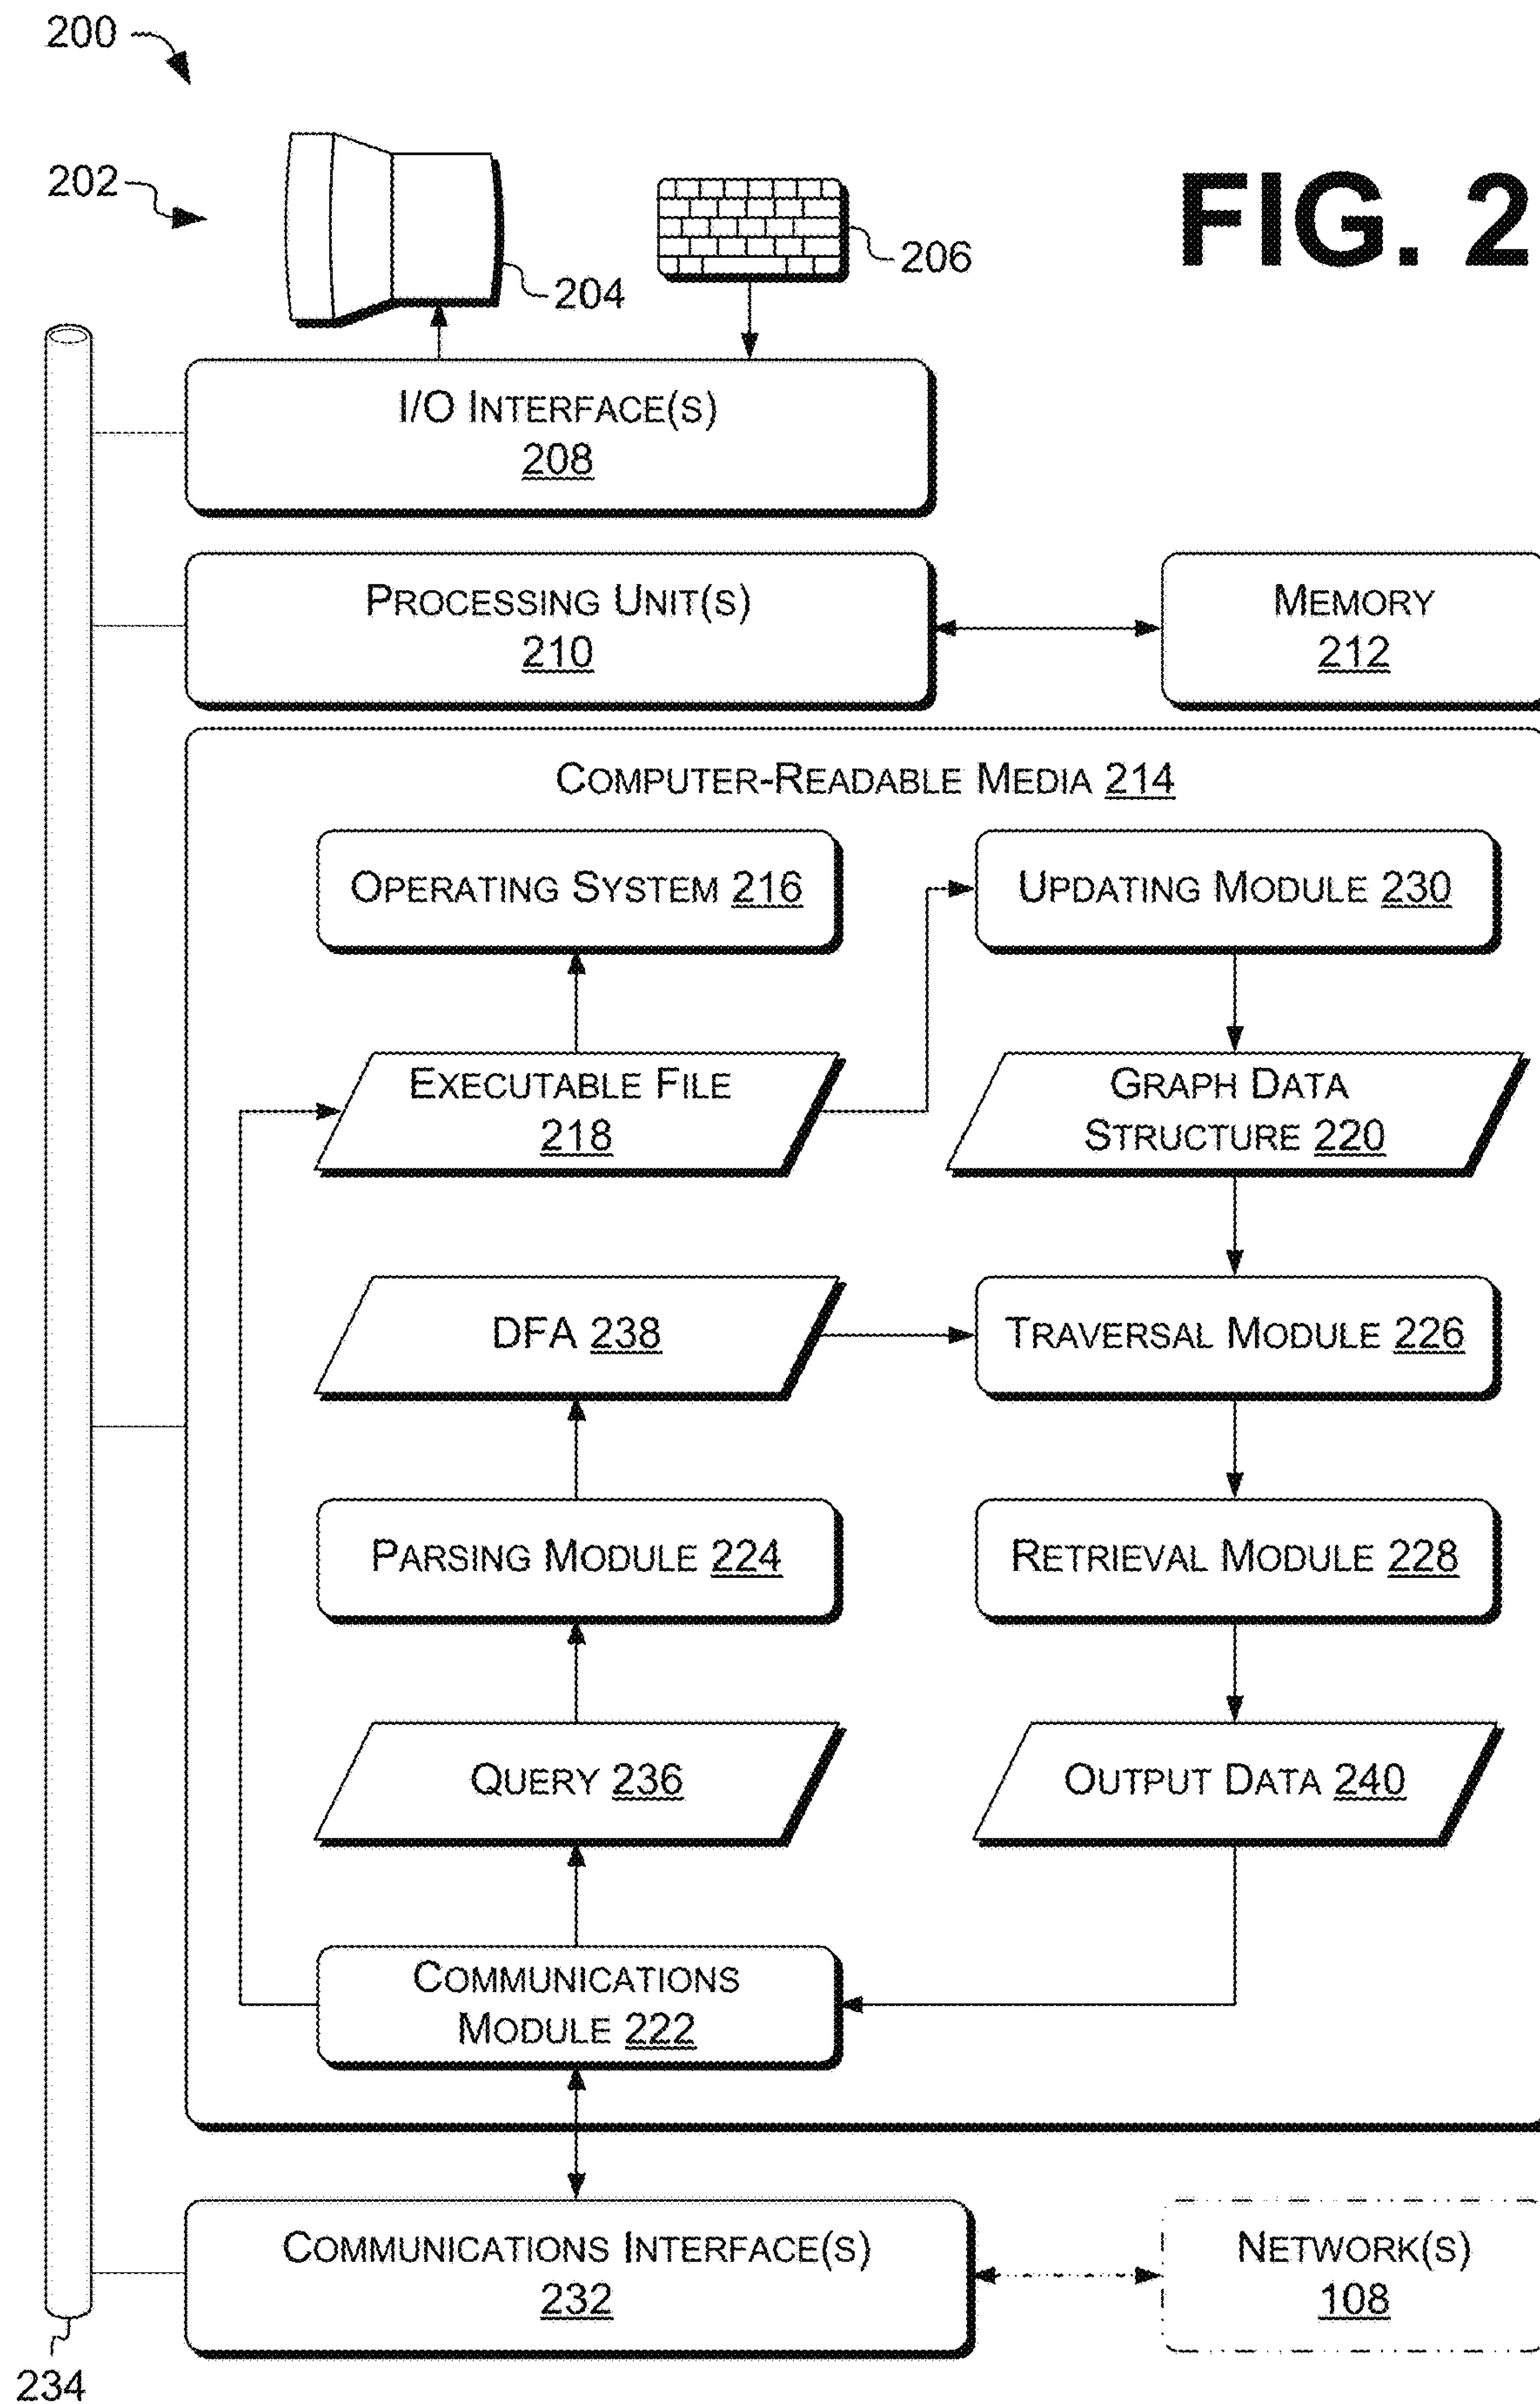 200
202
FIG. 2
206
204
I/O INTERFACE(S)
208
PROCESSING UNIT(S)
210
MEMORY
212
COMPUTER-READABLE MEDIA 214
OPERATING SYSTEM 216
UPDATING MODULE 230
EXECUTABLE FILE
218
GRAPH DATA
STRUCTURE 220
DFA 238
TRAVERSAL MODULE 226
PARSING MODULE 224
RETRIEVAL MODULE 228
QUERY 236
OUTPUT DATA 240
COMMUNICATIONS
MODULE 222
COMMUNICATIONS INTERFACE(S)
232
NETWORK(S)
108
234